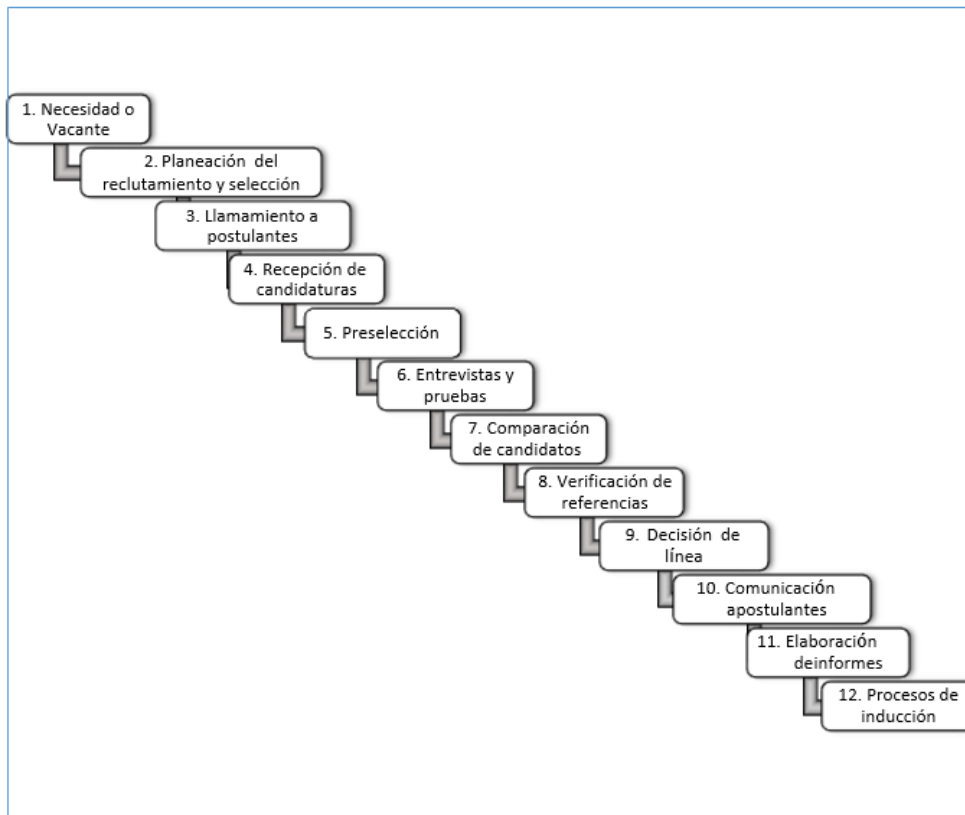 1. Necesidad o
Vacante
2. Planeación del
reclutamiento y selección
3. Llamamiento a
postulantes
4. Recepción de
candidaturas
5. Preselección
6. Entrevistas y
pruebas
7. Comparación
de candidatos
8. Verificación de
referencias
9. Decisión de
línea
10. Comunicación
apostulantes
11. Elaboración
deinformes
12. Procesos de
inducción